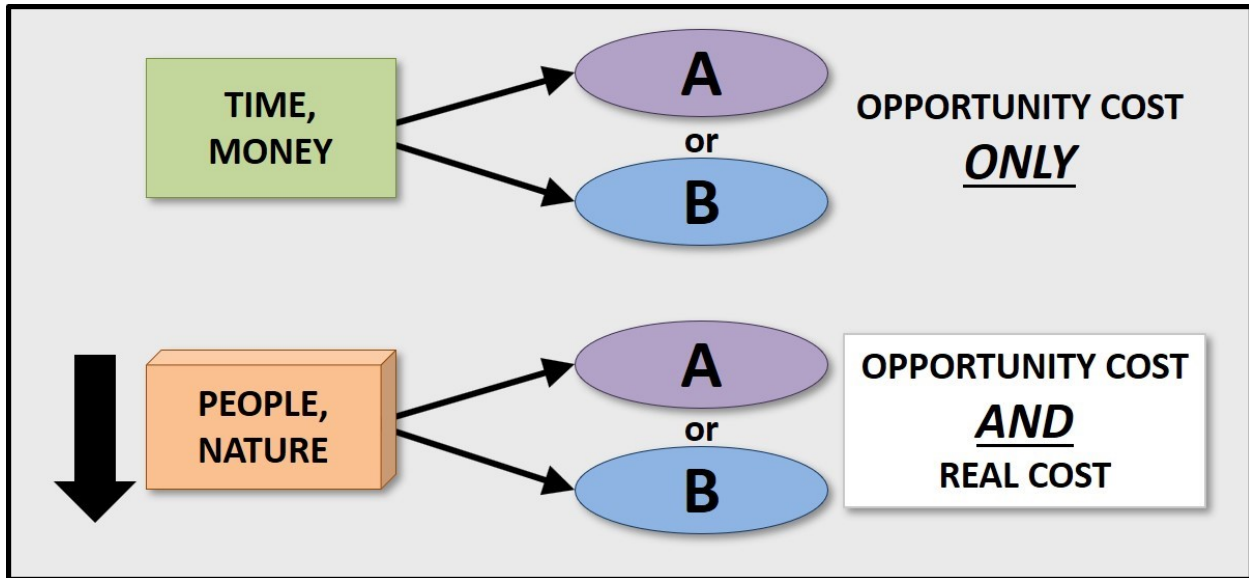 TIME,
MONEY
A
or
B
OPPORTUNITY COST
ONLY
PEOPLE,
NATURE
A
or
B
OPPORTUNITY COST
AND
REAL COST